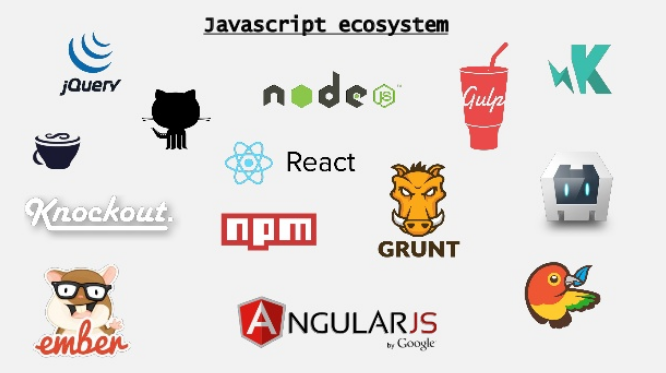 Javascript ecosystem
jQuery
node
JS
Gulp
K
React
Knockout.
npm
GRUNT
ember
ANGULARJS
by Google